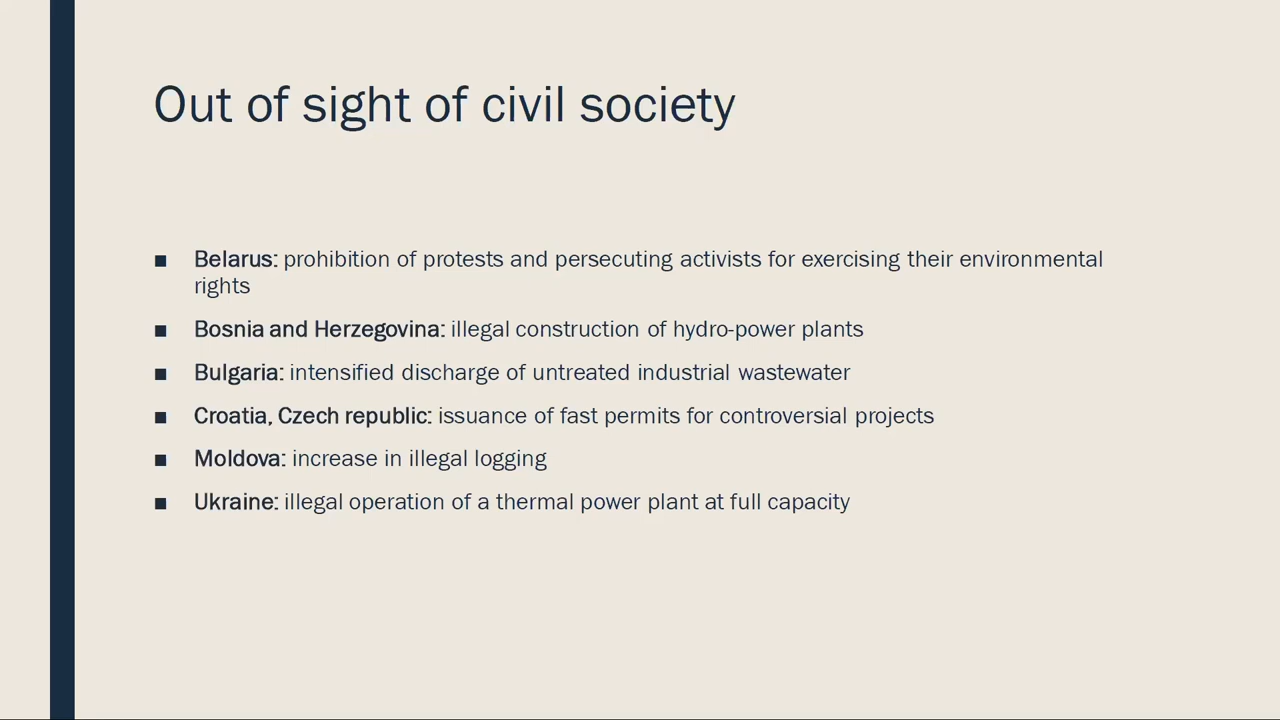 Out of sight of civil society
■ Belarus: prohibition of protests and persecuting activists for exercising their environmental
rights
■ Bosnia and Herzegovina: illegal construction of hydro-power plants
■ Bulgaria: intensified discharge of untreated industrial wastewater
■ Croatia, Czech republic: issuance of fast permits for controversial projects
■ Moldova: increase in illegal logging
■ Ukraine: illegal operation of a thermal power plant at full capacity